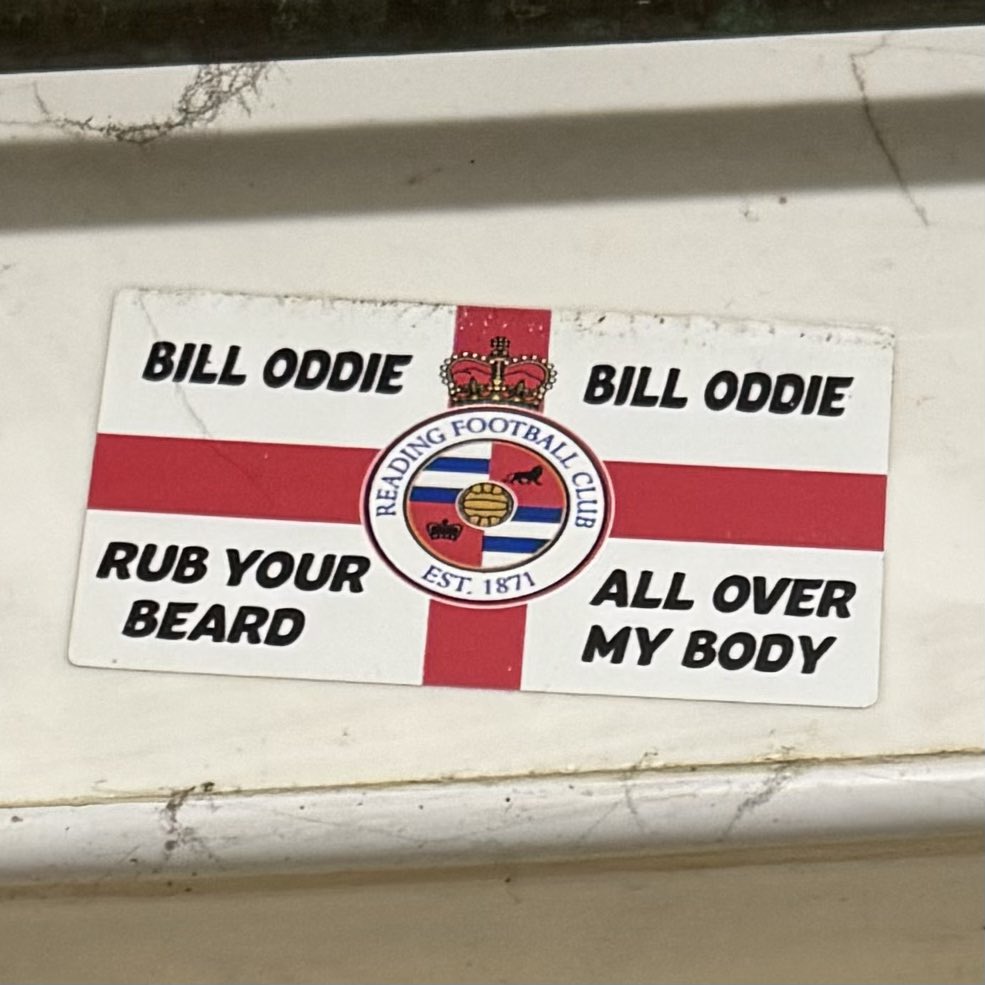 BILL ODDIE
BILL ODDIE
READING FOOTBALL CLUB
EST. 1871
RUB YOUR
BEARD
ALL OVER
MY BODY